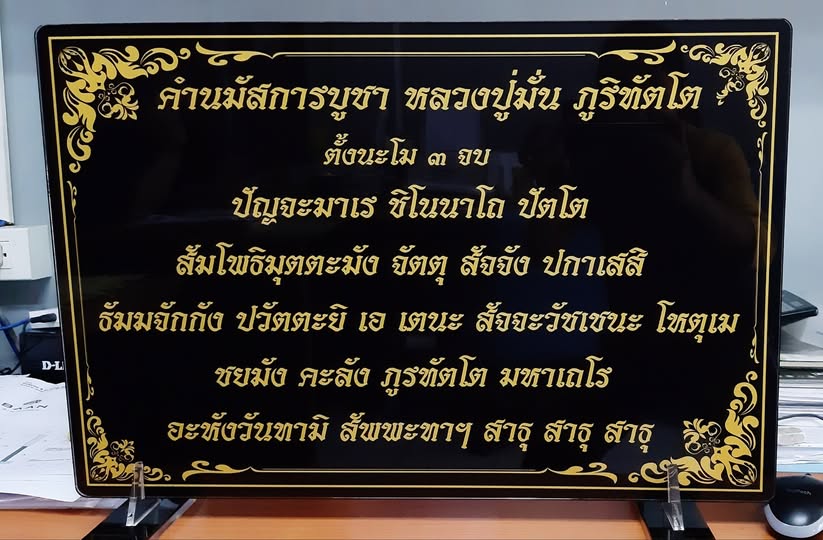 คำนมัสการบูชา หลวงปู่มั่น ภูริทัตโต
ตั้งนะโม ๓ จบ
ปัญจะมาเร ชิโนนาโถ ปัตโต
สัมโพธิมุตตะมัง จัตตุ สัจจัง ปกาเสสิ
ธัมมจักกัง ปวัตตะยิ เอ เตนะ สัจจะวัชเชนะ โหตุเม
ชยมัง คะลัง ภูรทัตโต มหาเถโร
อะหังวันทามิ สัพพะทาฯ สาธุ สาธุ สาธุ
D-L